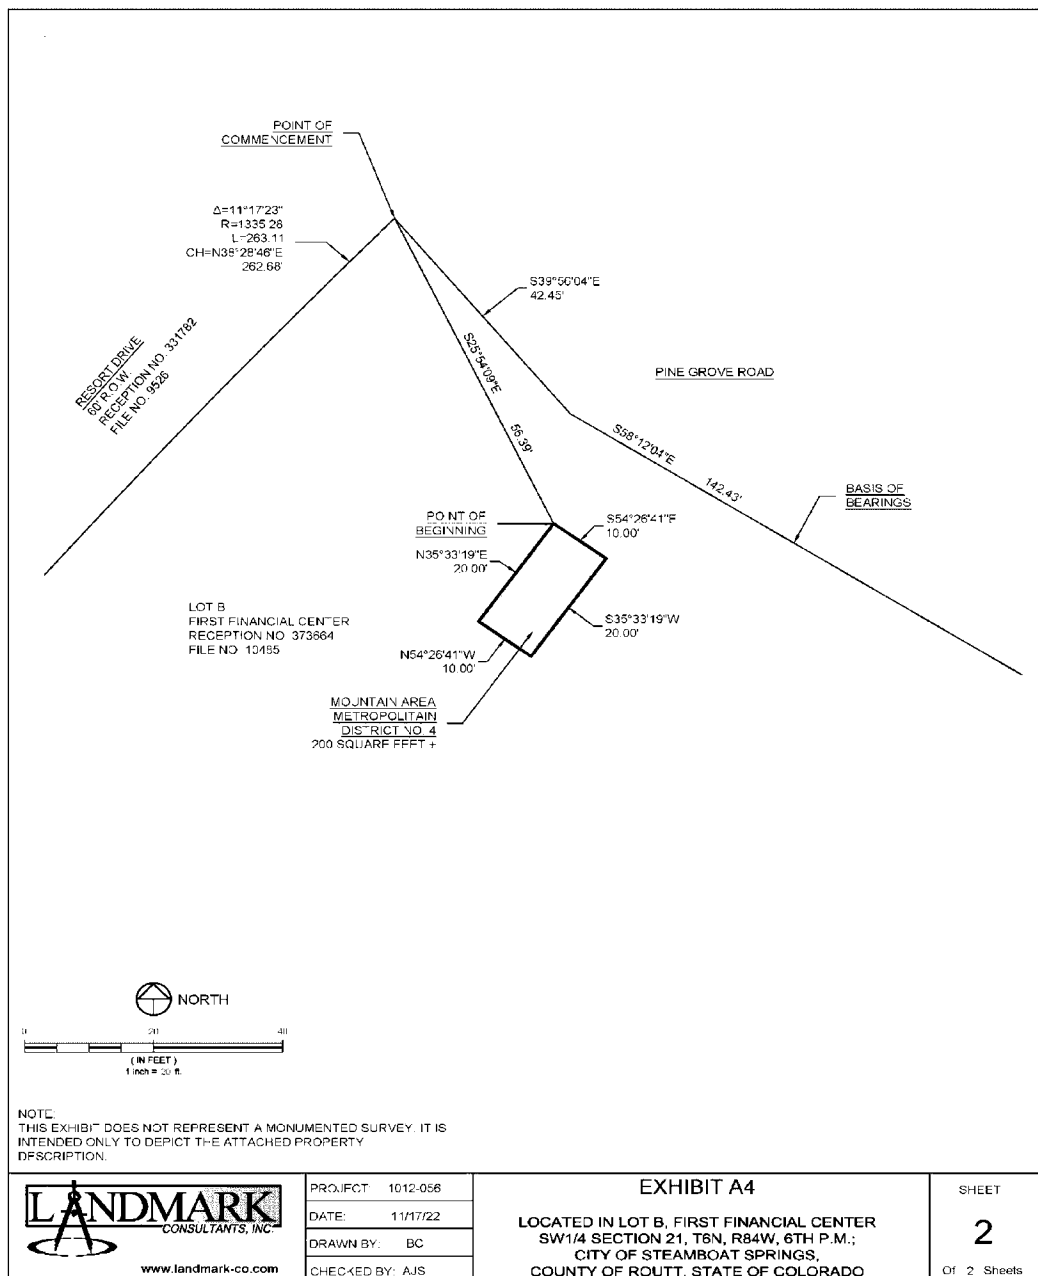 POINT OF
COMMENCEMENT
Δ=11°17'23"
R=1335.28
L=263.11
CH=N38°28'46"E
262.68'
S39°56'04"E
42.45'
S25°54'09"E
56.39'
RESORT DRIVE
60' R.O.W.
RECEPTION NO. 331782
FILE NO. 9526
PINE GROVE ROAD
S58°12'04"E
142.43'
BASIS OF
BEARINGS
POINT OF
BEGINNING
S54°26'41"E
10.00'
N35°33'19"E
20.00'
LOT B
FIRST FINANCIAL CENTER
RECEPTION NO. 373664
FILE NO. 10485
S35°33'19"W
20.00'
N54°26'41"W
10.00'
MOUNTAIN AREA
METROPOLITAIN
DISTRICT NO. 4
200 SQUARE FEET ±
NORTH
0 20 40
( IN FEET )
1 inch = 20 ft.
NOTE:
THIS EXHIBIT DOES NOT REPRESENT A MONUMENTED SURVEY. IT IS
INTENDED ONLY TO DEPICT THE ATTACHED PROPERTY
DESCRIPTION.
LANDMARK
CONSULTANTS, INC.
www.landmark-co.com
PROJECT: 1012-056
DATE: 11/17/22
DRAWN BY: BC
CHECKED BY: AJS
EXHIBIT A4
LOCATED IN LOT B, FIRST FINANCIAL CENTER
SW1/4 SECTION 21, T6N, R84W, 6TH P.M.;
CITY OF STEAMBOAT SPRINGS,
COUNTY OF ROUTT, STATE OF COLORADO
SHEET
2
Of 2 Sheets